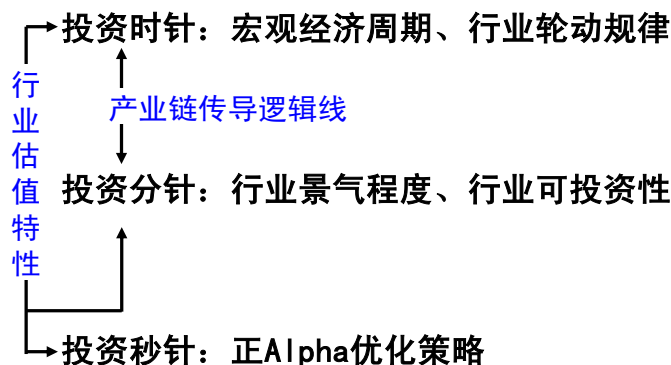 投资时针：宏观经济周期、行业轮动规律
产业链传导逻辑线
行业估值特性
投资分针：行业景气程度、行业可投资性
投资秒针：正Alpha优化策略